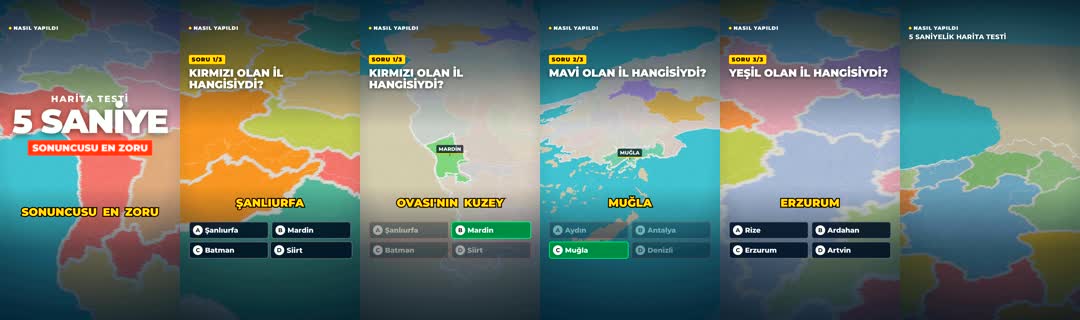 NASIL YAPILDI
HARİTA TESTİ
5 SANİYE
SONUNCUSU EN ZORU
SONUNCUSU EN ZORU
NASIL YAPILDI
SORU 1/3
KIRMIZI OLAN İL
HANGİSİYDİ?
ŞANLIURFA
A Şanlıurfa
B Mardin
C Batman
D Siirt
NASIL YAPILDI
SORU 1/3
KIRMIZI OLAN İL
HANGİSİYDİ?
MARDİN
OVASI'NIN KUZEY
A Şanlıurfa
B Mardin
C Batman
D Siirt
NASIL YAPILDI
SORU 2/3
MAVİ OLAN İL HANGİSİYDİ?
MUĞLA
MUĞLA
A Aydın
B Antalya
C Muğla
D Denizli
NASIL YAPILDI
SORU 3/3
YEŞİL OLAN İL HANGİSİYDİ?
ERZURUM
A Rize
B Ardahan
C Erzurum
D Artvin
NASIL YAPILDI
5 SANİYELİK HARİTA TESTİ